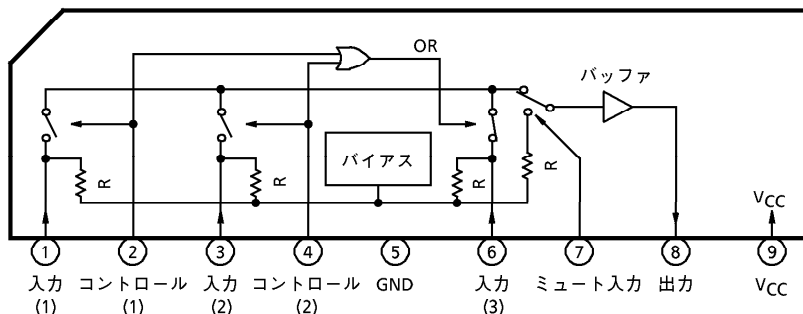 OR
バッファ
バイアス
R
R
R
R
VCC
1
2
3
4
5
6
7
8
9
入力
(1)
コントロール
(1)
入力
(2)
コントロール
(2)
GND
入力
(3)
ミュート入力
出力
VCC